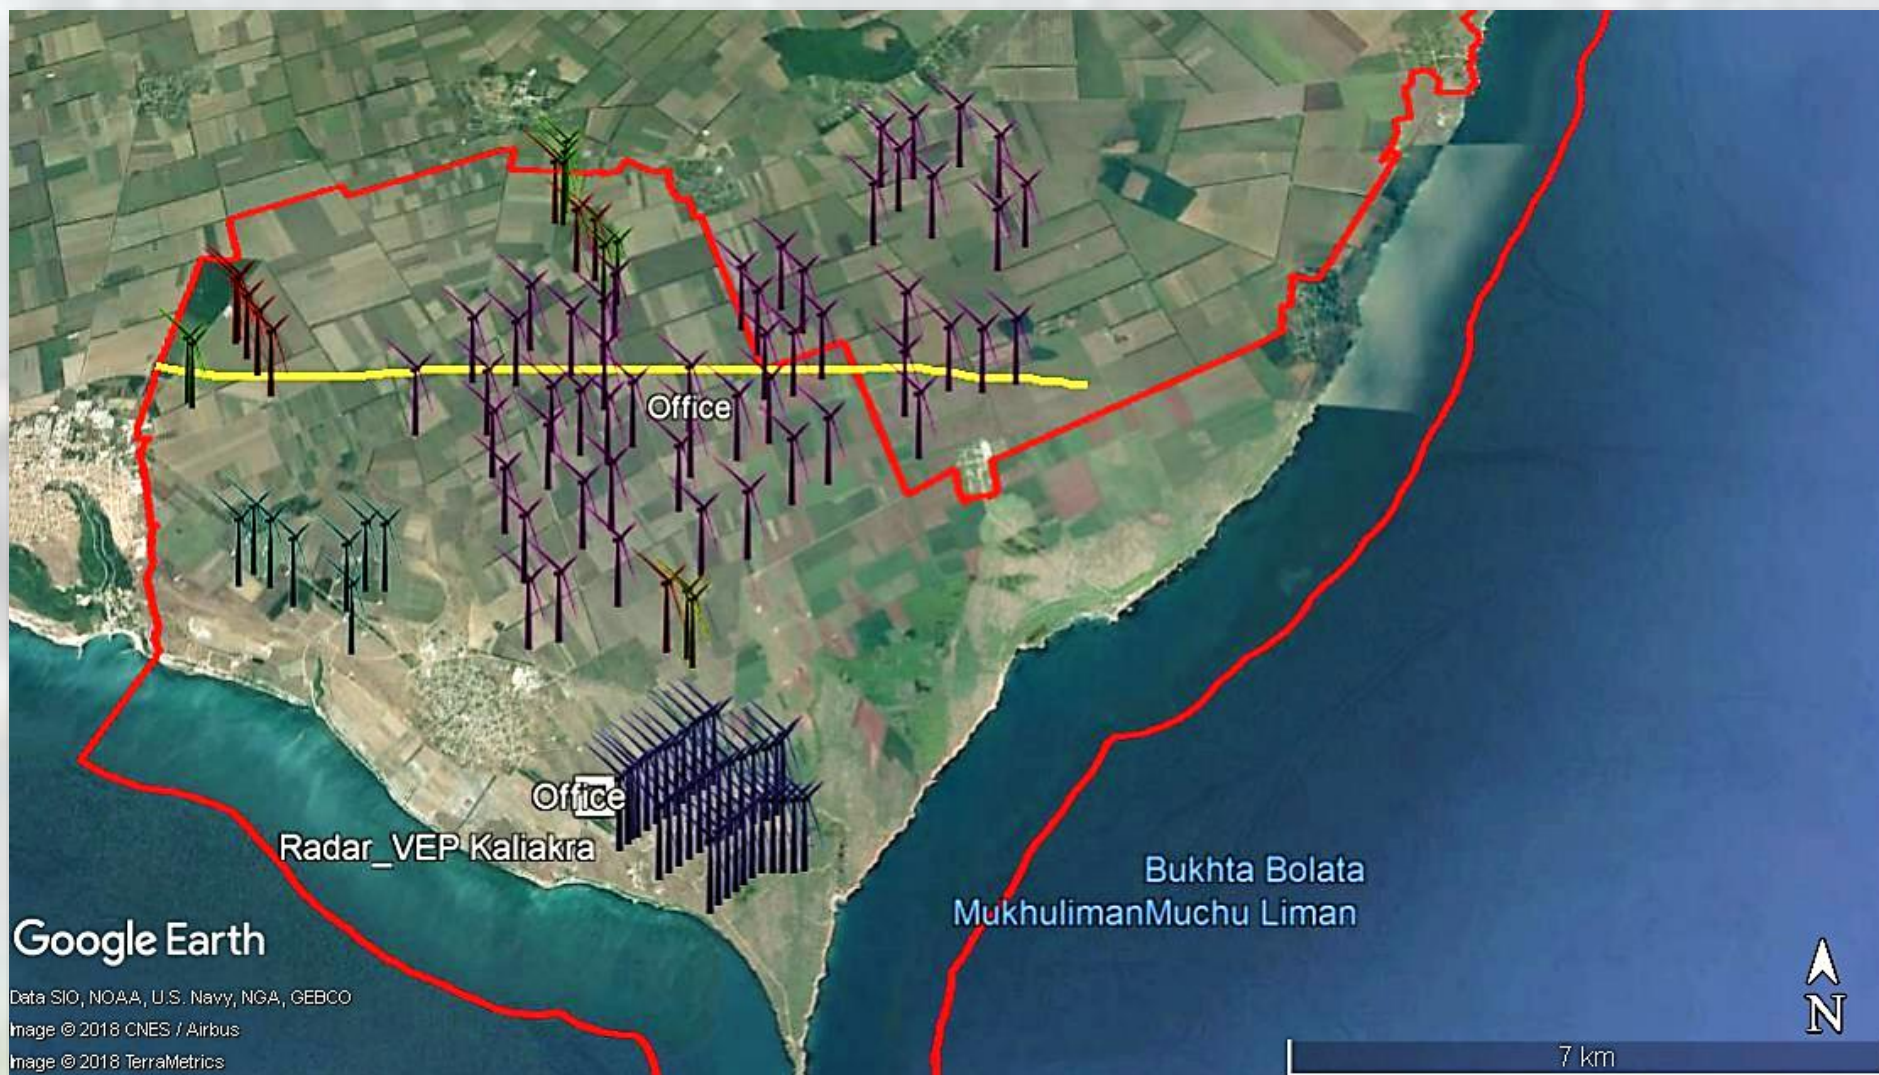 Office
Office
Radar_VEP Kaliakra
Bukhta Bolata
MukhulimanMuchu Liman
Google Earth
Data SIO, NOAA, U.S. Navy, NGA, GEBCO
Image © 2018 CNES / Airbus
Image © 2018 TerraMetrics
N
7 km